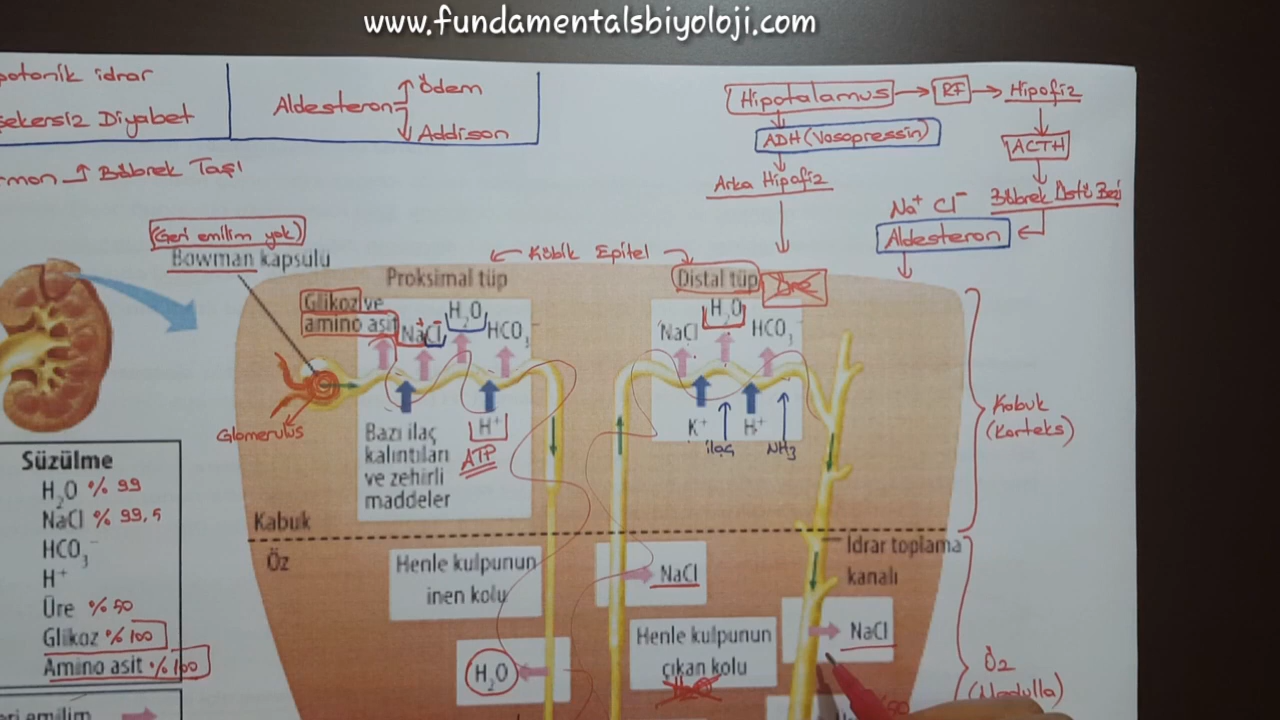 www.fundamentalsbiyoloji.com
potonik idrar
şekersiz Diyabet
Aldesteron
Ödem
Addison
rmon ↑ Böbrek Taşı
Hipotalamus → RF → Hipofiz
ADH (Vasopressin)
ACTH
Arka Hipofiz
Böbrek Üstü Bezi
Na⁺ Cl⁻
Aldesteron
(Geri emilim yok)
Bowman kapsülü
Kübik Epitel
Proksimal tüp
Distal tüp
Üre
Glikoz ve
amino asit
Na⁺Cl⁻
H₂O
HCO₃⁻
NaCl
H₂O
HCO₃⁻
Glomerulus
Bazı ilaç
kalıntıları
ve zehirli
maddeler
H⁺
ATP
K⁺
ilaç
H⁺
NH₃
Kabuk
(Korteks)
Süzülme
H₂O % 99
NaCl % 99,5
HCO₃⁻
H⁺
Üre % 50
Glikoz % 100
Amino asit % 100
Kabuk
Öz
Henle kulpunun
inen kolu
NaCl
İdrar toplama
kanalı
NaCl
Henle kulpunun
çıkan kolu
H₂O
Öz
(Medulla)
eri emilim